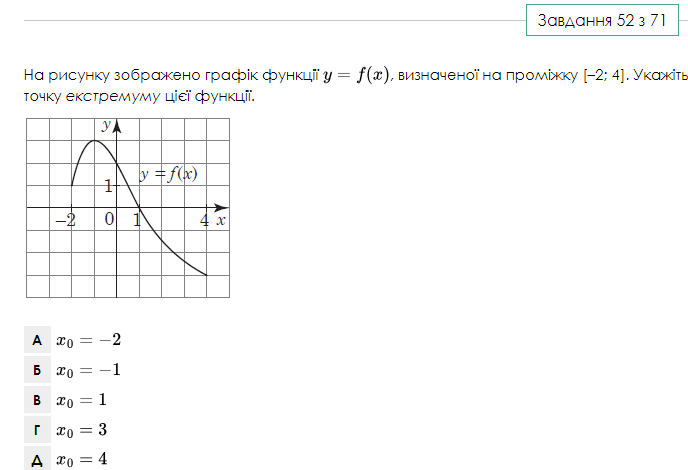 Завдання 52 з 71
На рисунку зображено графік функції y = f(x), визначеної на проміжку [–2; 4]. Укажіть
точку екстремуму цієї функції.
y
y = f(x)
1
–2 0 1 4 x
А x₀ = −2
Б x₀ = −1
В x₀ = 1
Г x₀ = 3
Д x₀ = 4